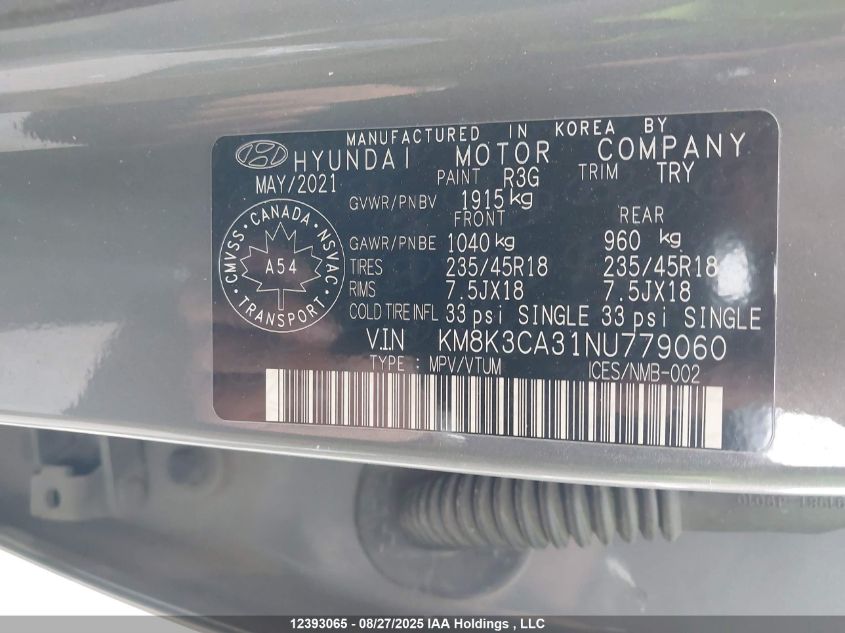 MANUFACTURED IN KOREA BY
HYUNDAI MOTOR COMPANY
MAY/2021 PAINT R3G TRIM TRY
GVWR/PNBV 1915 kg
FRONT REAR
GAWR/PNBE 1040 kg 960 kg
TIRES 235/45R18 235/45R18
RIMS 7.5JX18 7.5JX18
COLD TIRE INFL 33 psi SINGLE 33 psi SINGLE
CMVSS · CANADA · NSVAC · TRANSPORT ·
A54
V.I.N KM8K3CA31NU779060
TYPE : MPV/VTUM ICES/NMB-002
12393065 - 08/27/2025 IAA Holdings , LLC